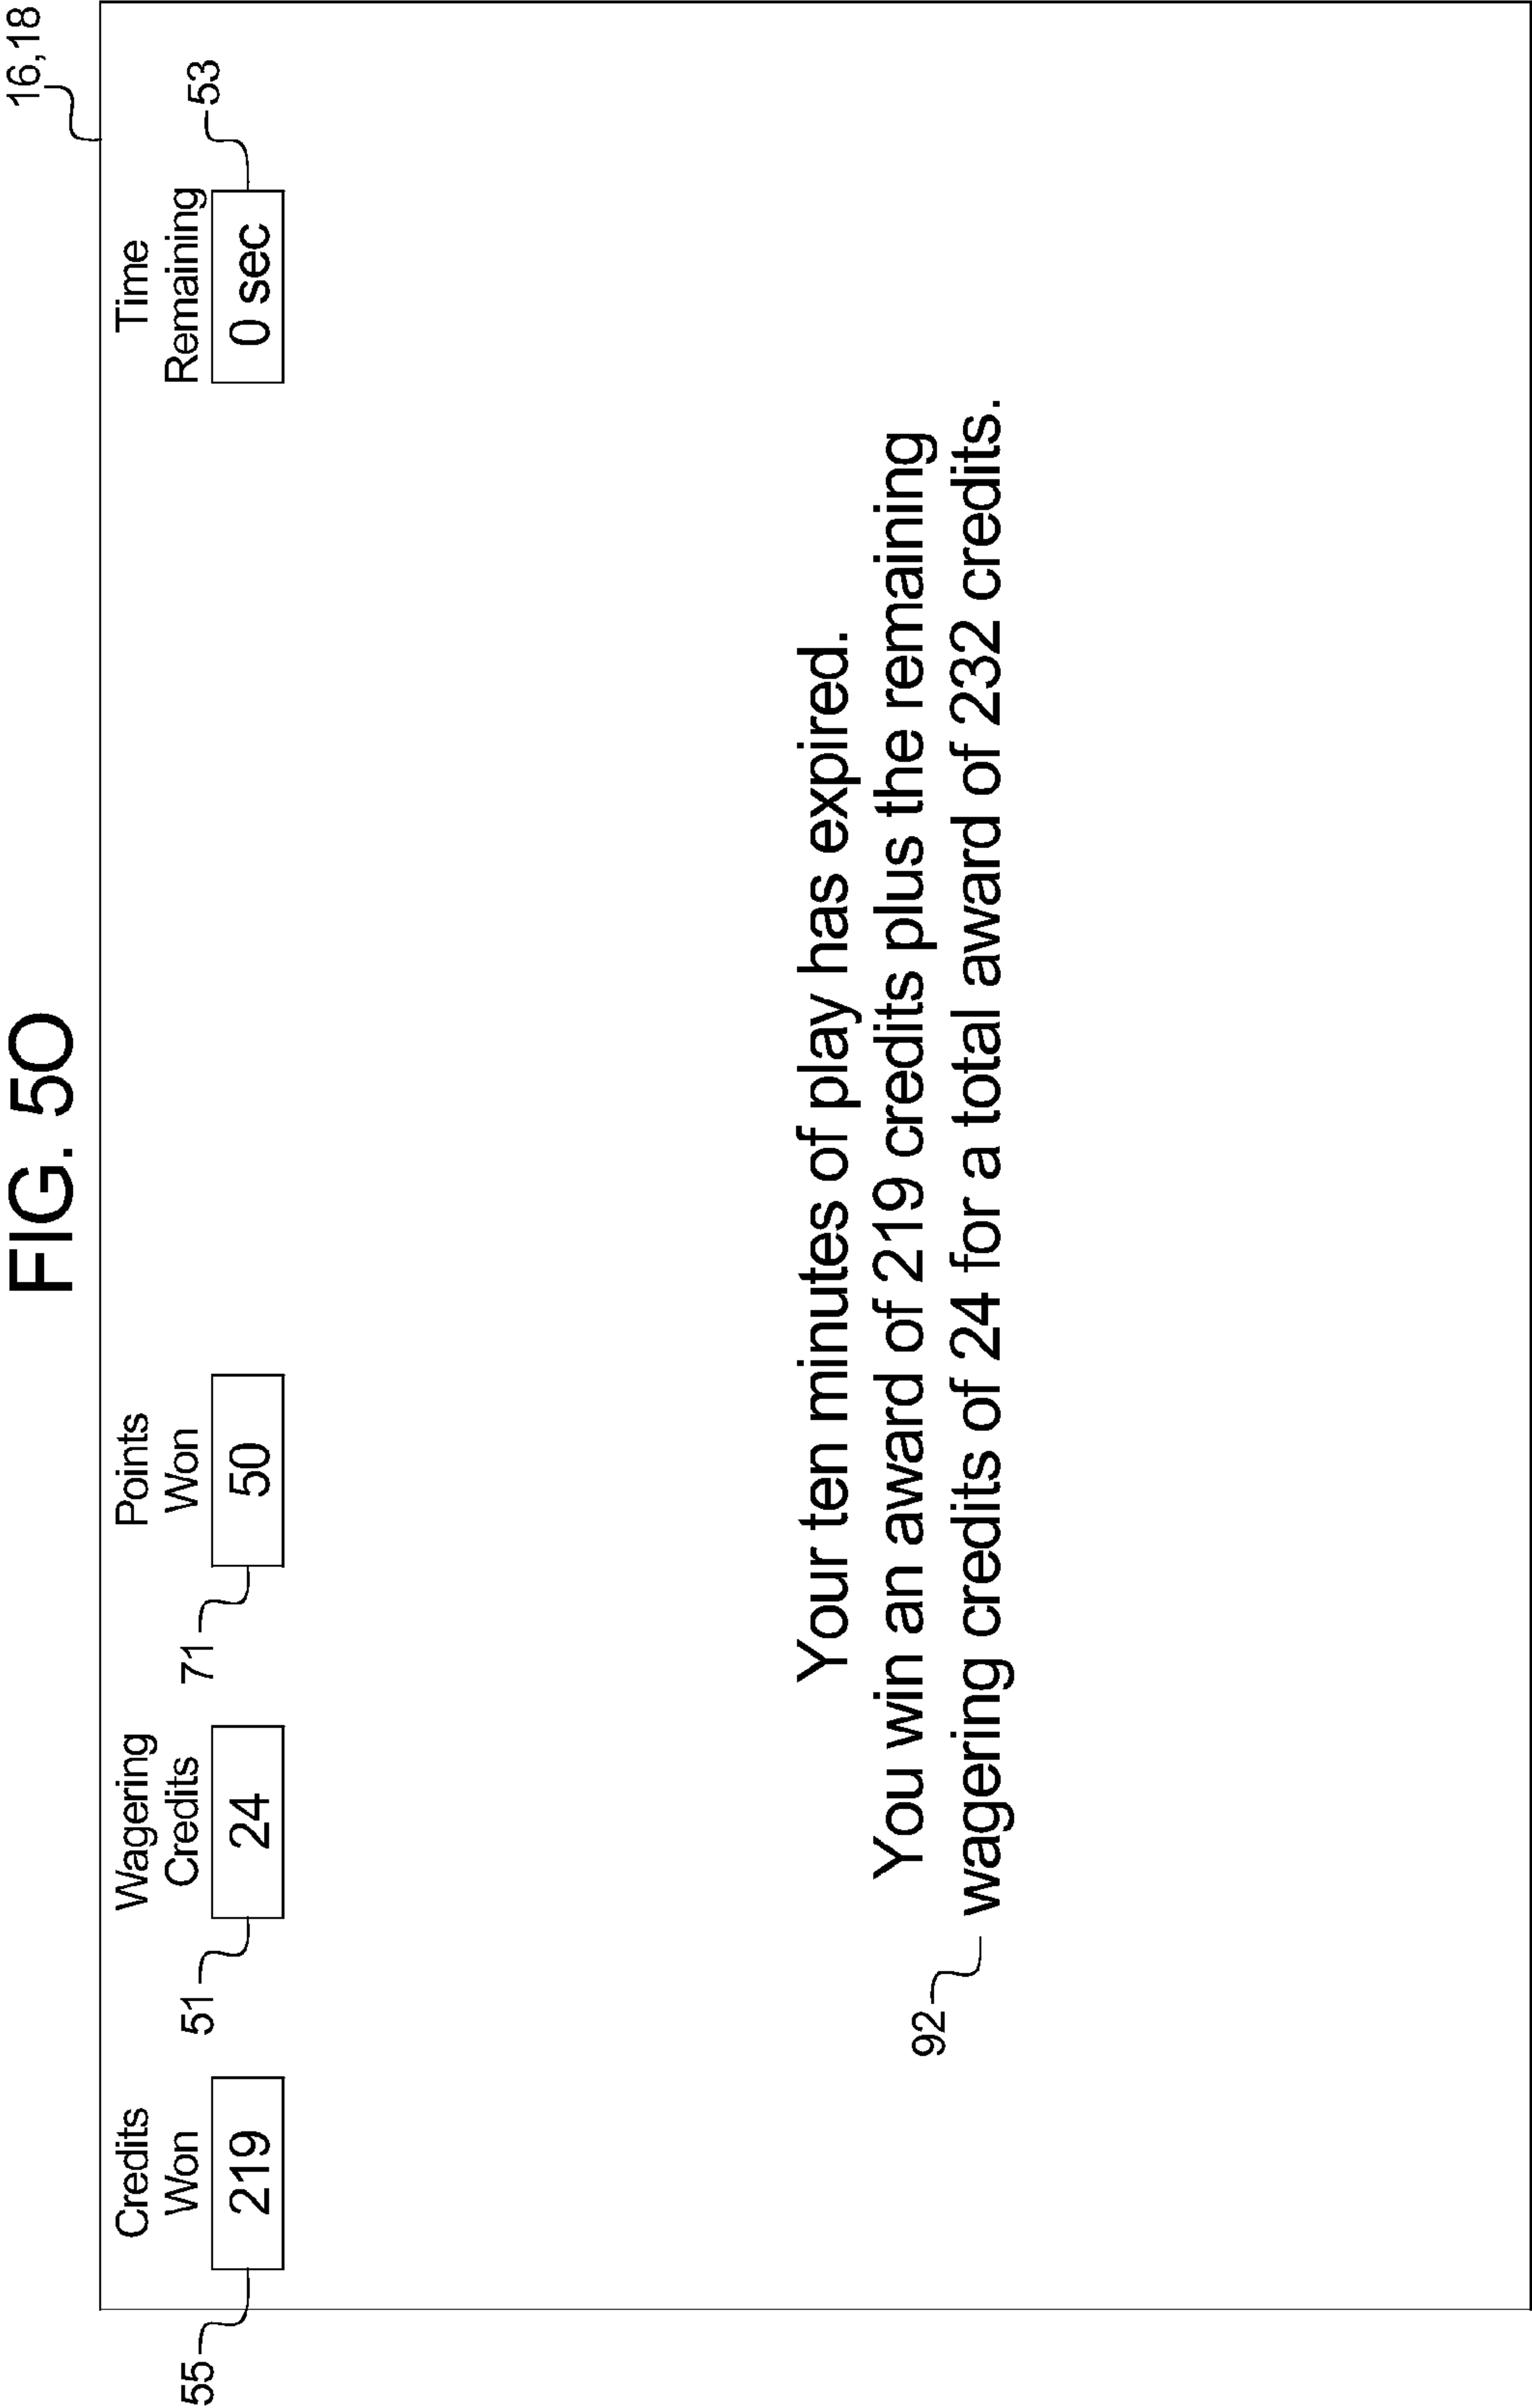 FIG. 5O
16,18
Credits
Won
219
55
Wagering
Credits
24
51
Points
Won
50
71
Time
Remaining
0 sec
53
Your ten minutes of play has expired.
You win an award of 219 credits plus the remaining
wagering credits of 24 for a total award of 232 credits.
92